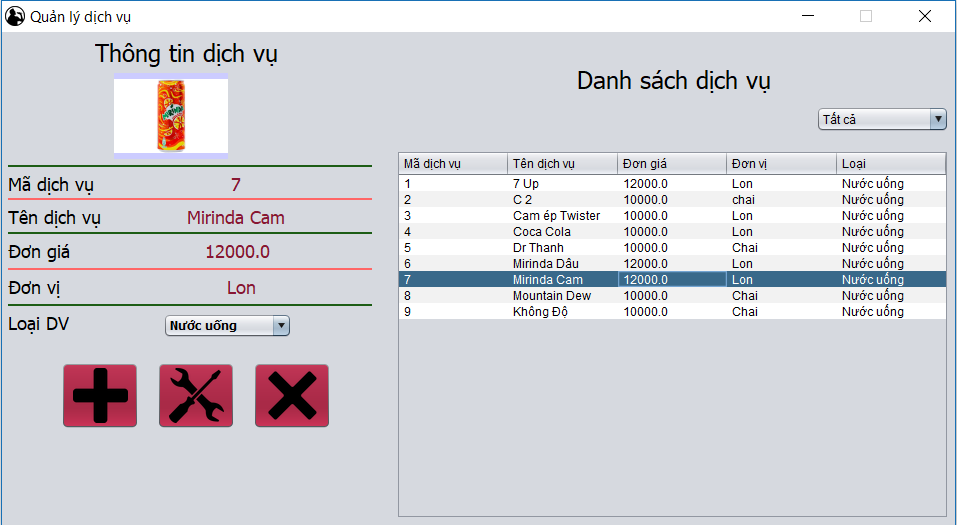 Quản lý dịch vụ
Thông tin dịch vụ
Mã dịch vụ 7
Tên dịch vụ Mirinda Cam
Đơn giá 12000.0
Đơn vị Lon
Loại DV Nước uống
Danh sách dịch vụ
Tất cả
Mã dịch vụ Tên dịch vụ Đơn giá Đơn vị Loại
1 7 Up 12000.0 Lon Nước uống
2 C 2 10000.0 chai Nước uống
3 Cam ép Twister 10000.0 Lon Nước uống
4 Coca Cola 10000.0 Lon Nước uống
5 Dr Thanh 10000.0 Chai Nước uống
6 Mirinda Dâu 12000.0 Lon Nước uống
7 Mirinda Cam 12000.0 Lon Nước uống
8 Mountain Dew 10000.0 Chai Nước uống
9 Không Độ 10000.0 Chai Nước uống